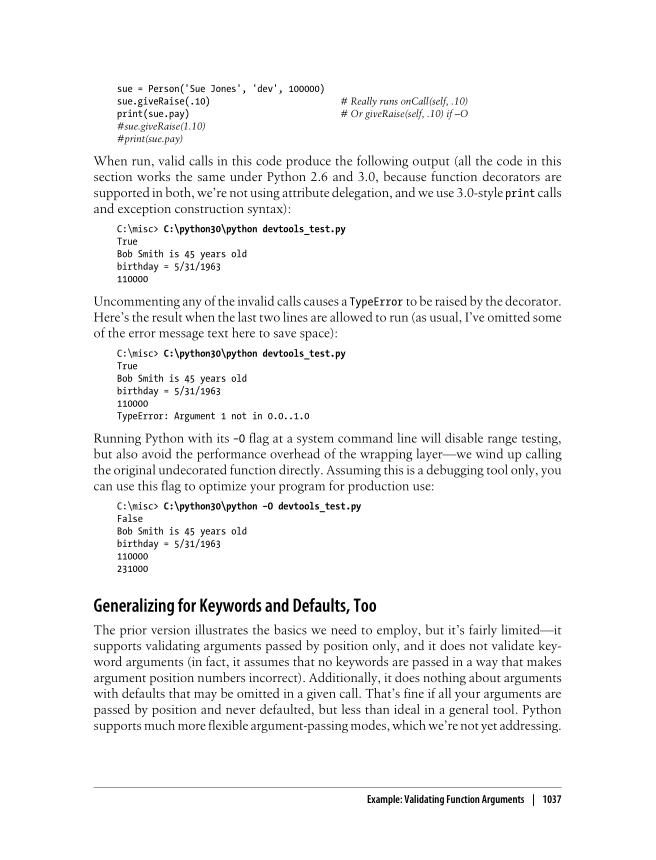 sue = Person('Sue Jones', 'dev', 100000)
sue.giveRaise(.10) # Really runs onCall(self, .10)
print(sue.pay) # Or giveRaise(self, .10) if –O
#sue.giveRaise(1.10)
#print(sue.pay)
When run, valid calls in this code produce the following output (all the code in this
section works the same under Python 2.6 and 3.0, because function decorators are
supported in both, we're not using attribute delegation, and we use 3.0-style print calls
and exception construction syntax):
C:\misc> C:\python30\python devtools_test.py
True
Bob Smith is 45 years old
birthday = 5/31/1963
110000
Uncommenting any of the invalid calls causes a TypeError to be raised by the decorator.
Here's the result when the last two lines are allowed to run (as usual, I've omitted some
of the error message text here to save space):
C:\misc> C:\python30\python devtools_test.py
True
Bob Smith is 45 years old
birthday = 5/31/1963
110000
TypeError: Argument 1 not in 0.0..1.0
Running Python with its -O flag at a system command line will disable range testing,
but also avoid the performance overhead of the wrapping layer—we wind up calling
the original undecorated function directly. Assuming this is a debugging tool only, you
can use this flag to optimize your program for production use:
C:\misc> C:\python30\python –O devtools_test.py
False
Bob Smith is 45 years old
birthday = 5/31/1963
110000
231000
Generalizing for Keywords and Defaults, Too
The prior version illustrates the basics we need to employ, but it's fairly limited—it
supports validating arguments passed by position only, and it does not validate key-
word arguments (in fact, it assumes that no keywords are passed in a way that makes
argument position numbers incorrect). Additionally, it does nothing about arguments
with defaults that may be omitted in a given call. That's fine if all your arguments are
passed by position and never defaulted, but less than ideal in a general tool. Python
supports much more flexible argument-passing modes, which we're not yet addressing.
Example: Validating Function Arguments | 1037